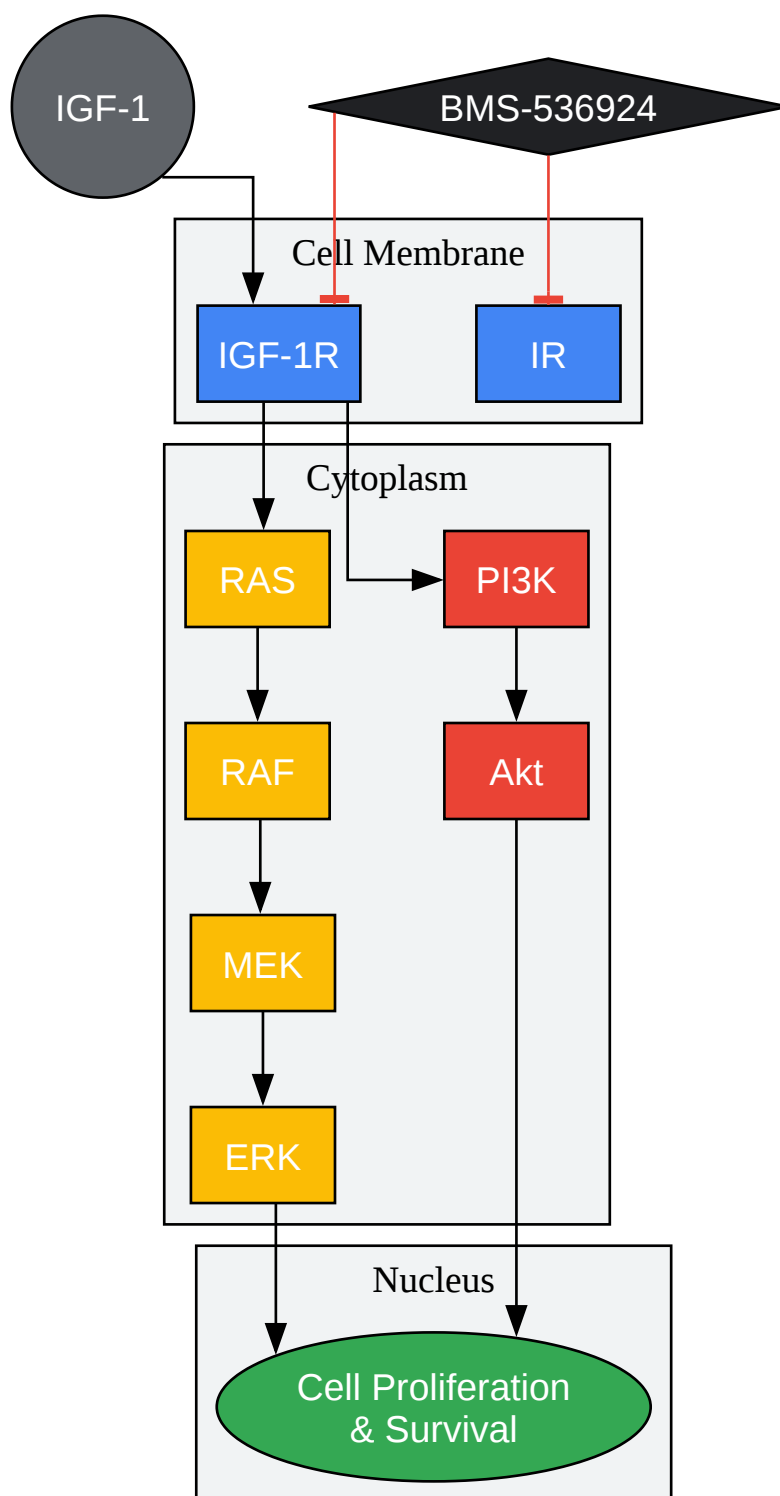 IGF-1
BMS-536924
Cell Membrane
IGF-1R
IR
Cytoplasm
RAS
PI3K
RAF
Akt
MEK
ERK
Nucleus
Cell Proliferation
& Survival